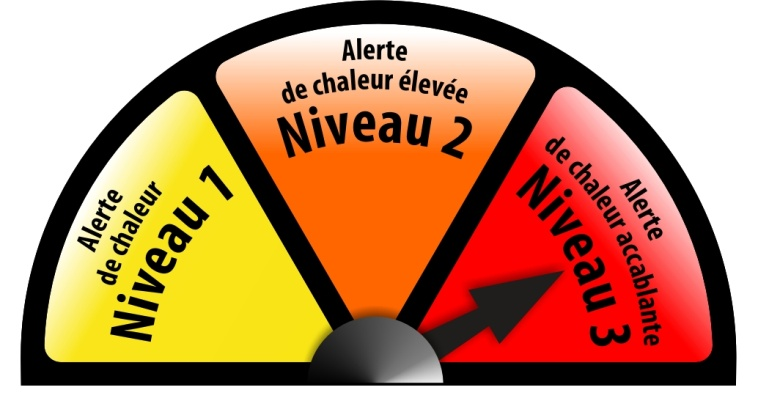 Alerte
de chaleur
Niveau 1
Alerte
de chaleur élevée
Niveau 2
Alerte
de chaleur accablante
Niveau 3